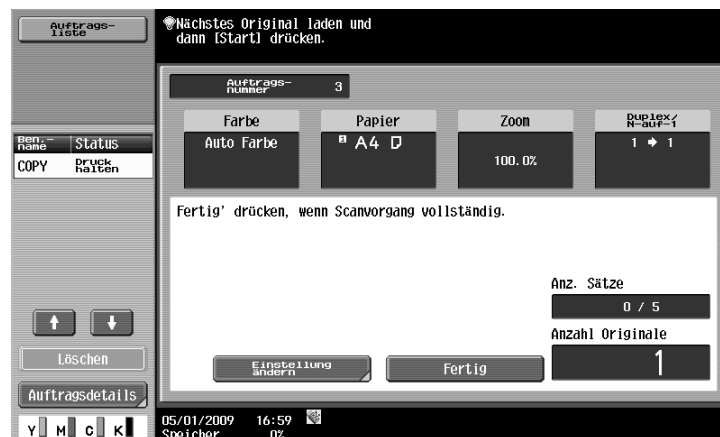 Auftrags-
liste
Nächstes Original laden und
dann [Start] drücken.
Auftrags-
nummer
3
Farbe
Papier
Zoom
Duplex/
N-auf-1
Auto Farbe
A4
100.0%
1 → 1
Ben.-
name
Status
COPY
Druck
halten
Fertig' drücken, wenn Scanvorgang vollständig.
Anz. Sätze
0 / 5
Anzahl Originale
1
Einstellung
ändern
Fertig
Löschen
Auftragsdetails
Y M C K
05/01/2009 16:59
Speicher 0%